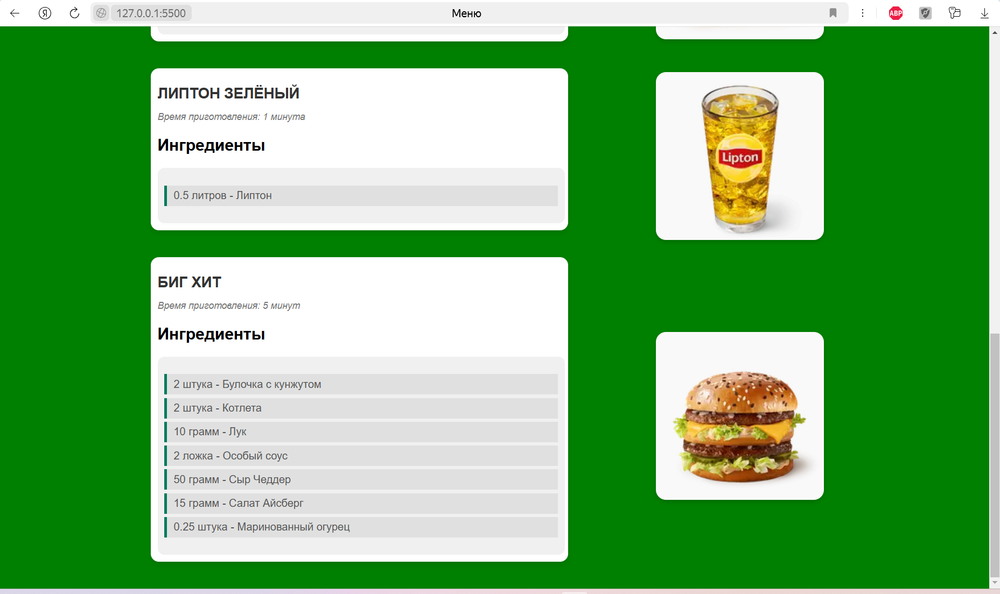 Я
127.0.0.1:5500
Меню
ABP
ЛИПТОН ЗЕЛЁНЫЙ
Время приготовления: 1 минута
Ингредиенты
0.5 литров - Липтон
Lipton
БИГ ХИТ
Время приготовления: 5 минут
Ингредиенты
2 штука - Булочка с кунжутом
2 штука - Котлета
10 грамм - Лук
2 ложка - Особый соус
50 грамм - Сыр Чеддер
15 грамм - Салат Айсберг
0.25 штука - Маринованный огурец